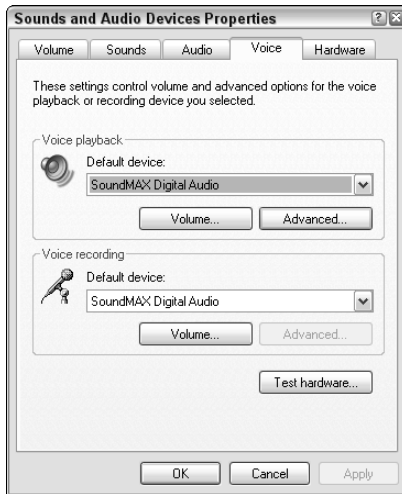 Sounds and Audio Devices Properties
Volume Sounds Audio Voice Hardware
These settings control volume and advanced options for the voice
playback or recording device you selected.
Voice playback
Default device:
SoundMAX Digital Audio
Volume... Advanced...
Voice recording
Default device:
SoundMAX Digital Audio
Volume... Advanced...
Test hardware...
OK Cancel Apply